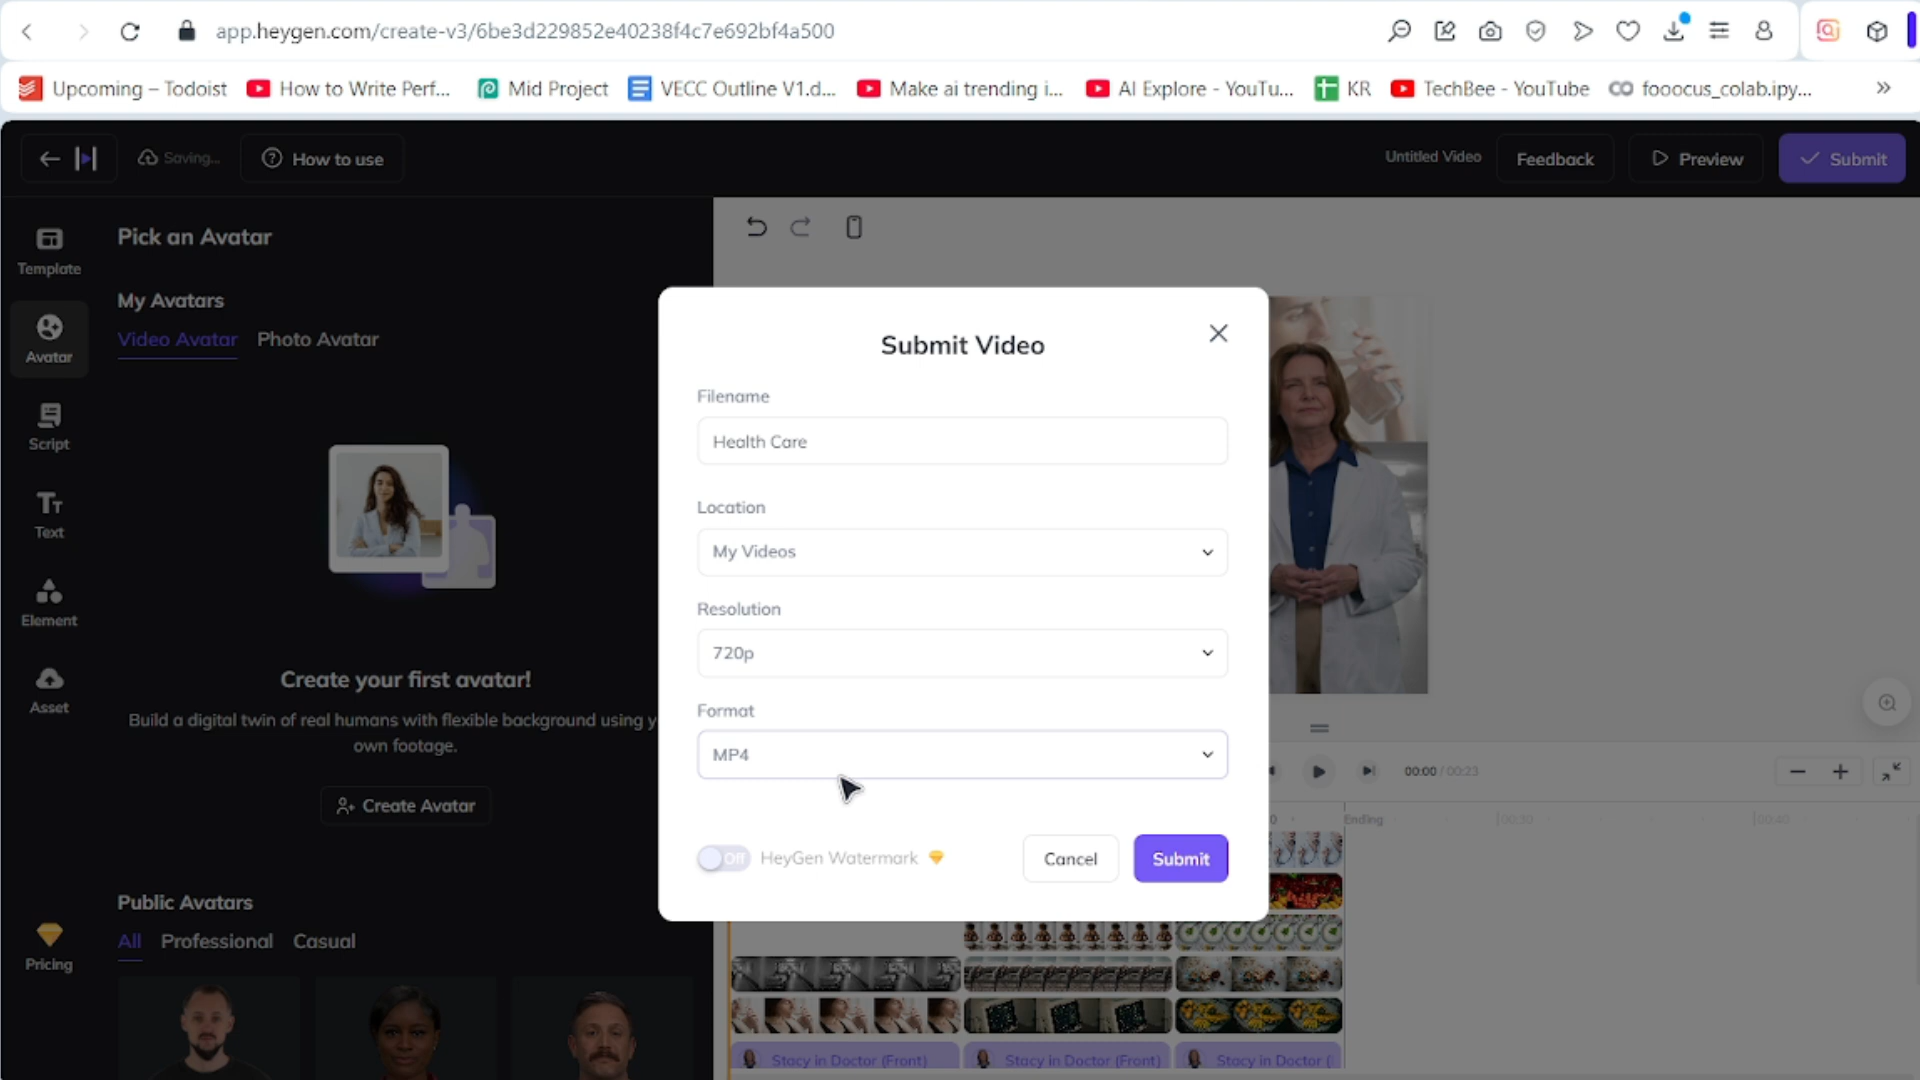 app.heygen.com/create-v3/6be3d229852e40238f4c7e692bf4a500
Upcoming – Todoist
How to Write Perf...
Mid Project
VECC Outline V1.d...
Make ai trending i...
AI Explore - YouTu...
KR
TechBee - YouTube
fooocus_colab.ipy...
Saving...
How to use
Untitled Video
Feedback
Preview
Submit
Template
Avatar
Script
Text
Element
Asset
Pricing
Pick an Avatar
My Avatars
Video Avatar
Photo Avatar
Create your first avatar!
Build a digital twin of real humans with flexible background using y
own footage.
Create Avatar
Public Avatars
All
Professional
Casual
Submit Video
Filename
Health Care
Location
My Videos
Resolution
720p
Format
MP4
Off
HeyGen Watermark
Cancel
Submit
00:00 / 00:23
Ending
00:30
00:40
Stacy in Doctor (Front)
Stacy in Doctor (Front)
Stacy in Doctor (